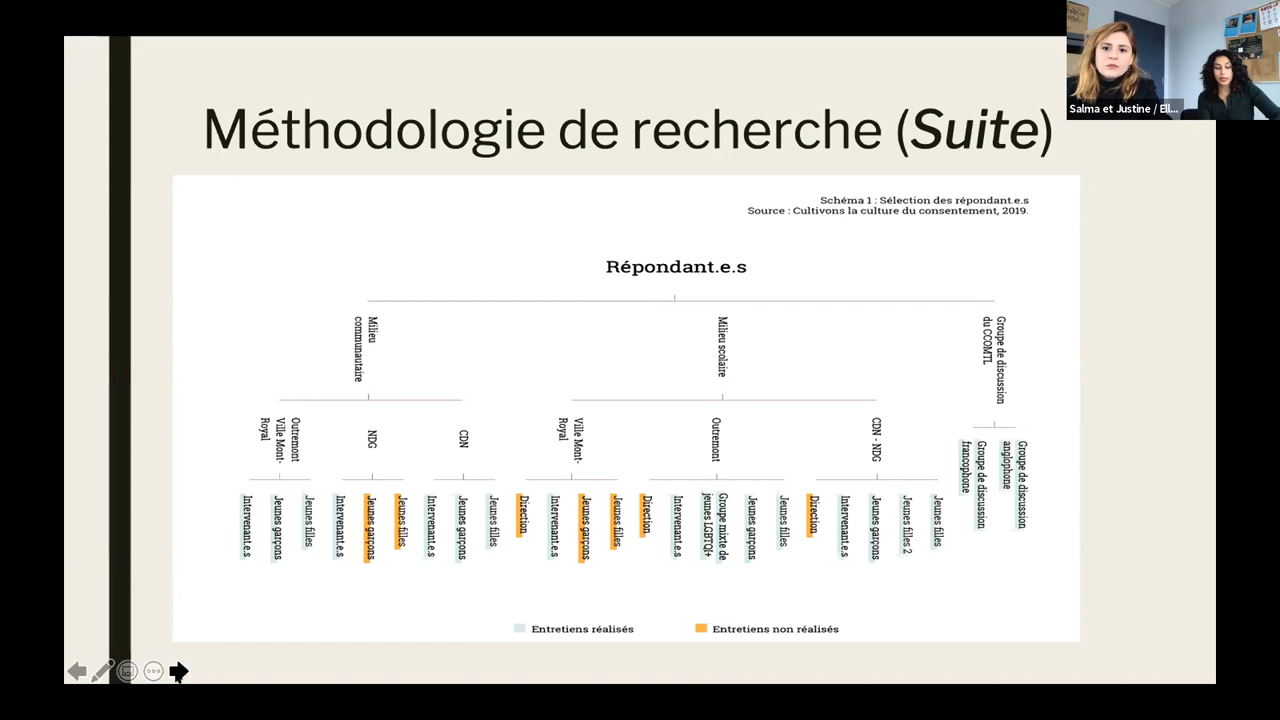 Salma et Justine / Ell...
Méthodologie de recherche (Suite)
Schéma 1 : Sélection des répondant.e.s
Source : Cultivons la culture du consentement, 2019.
Répondant.e.s
Milieu
communautaire
Milieu scolaire
Groupe de discussion
du CCOMTL
Outremont
Ville Mont-
Royal
NDG
CDN
Ville Mont-
Royal
Outremont
CDN - NDG
Groupe de discussion
francophone
Groupe de discussion
anglophone
Intervenant.e.s
Jeunes garçons
Jeunes filles
Intervenant.e.s
Jeunes garçons
Jeunes filles
Intervenant.e.s
Jeunes garçons
Jeunes filles
Direction
Intervenant.e.s
Jeunes garçons
Jeunes filles
Direction
Intervenant.e.s
Groupe mixte de
jeunes LGBTQI+
Jeunes garçons
Jeunes filles
Direction
Intervenant.e.s
Jeunes garçons
Jeunes filles 2
Jeunes filles
Entretiens réalisés
Entretiens non réalisés